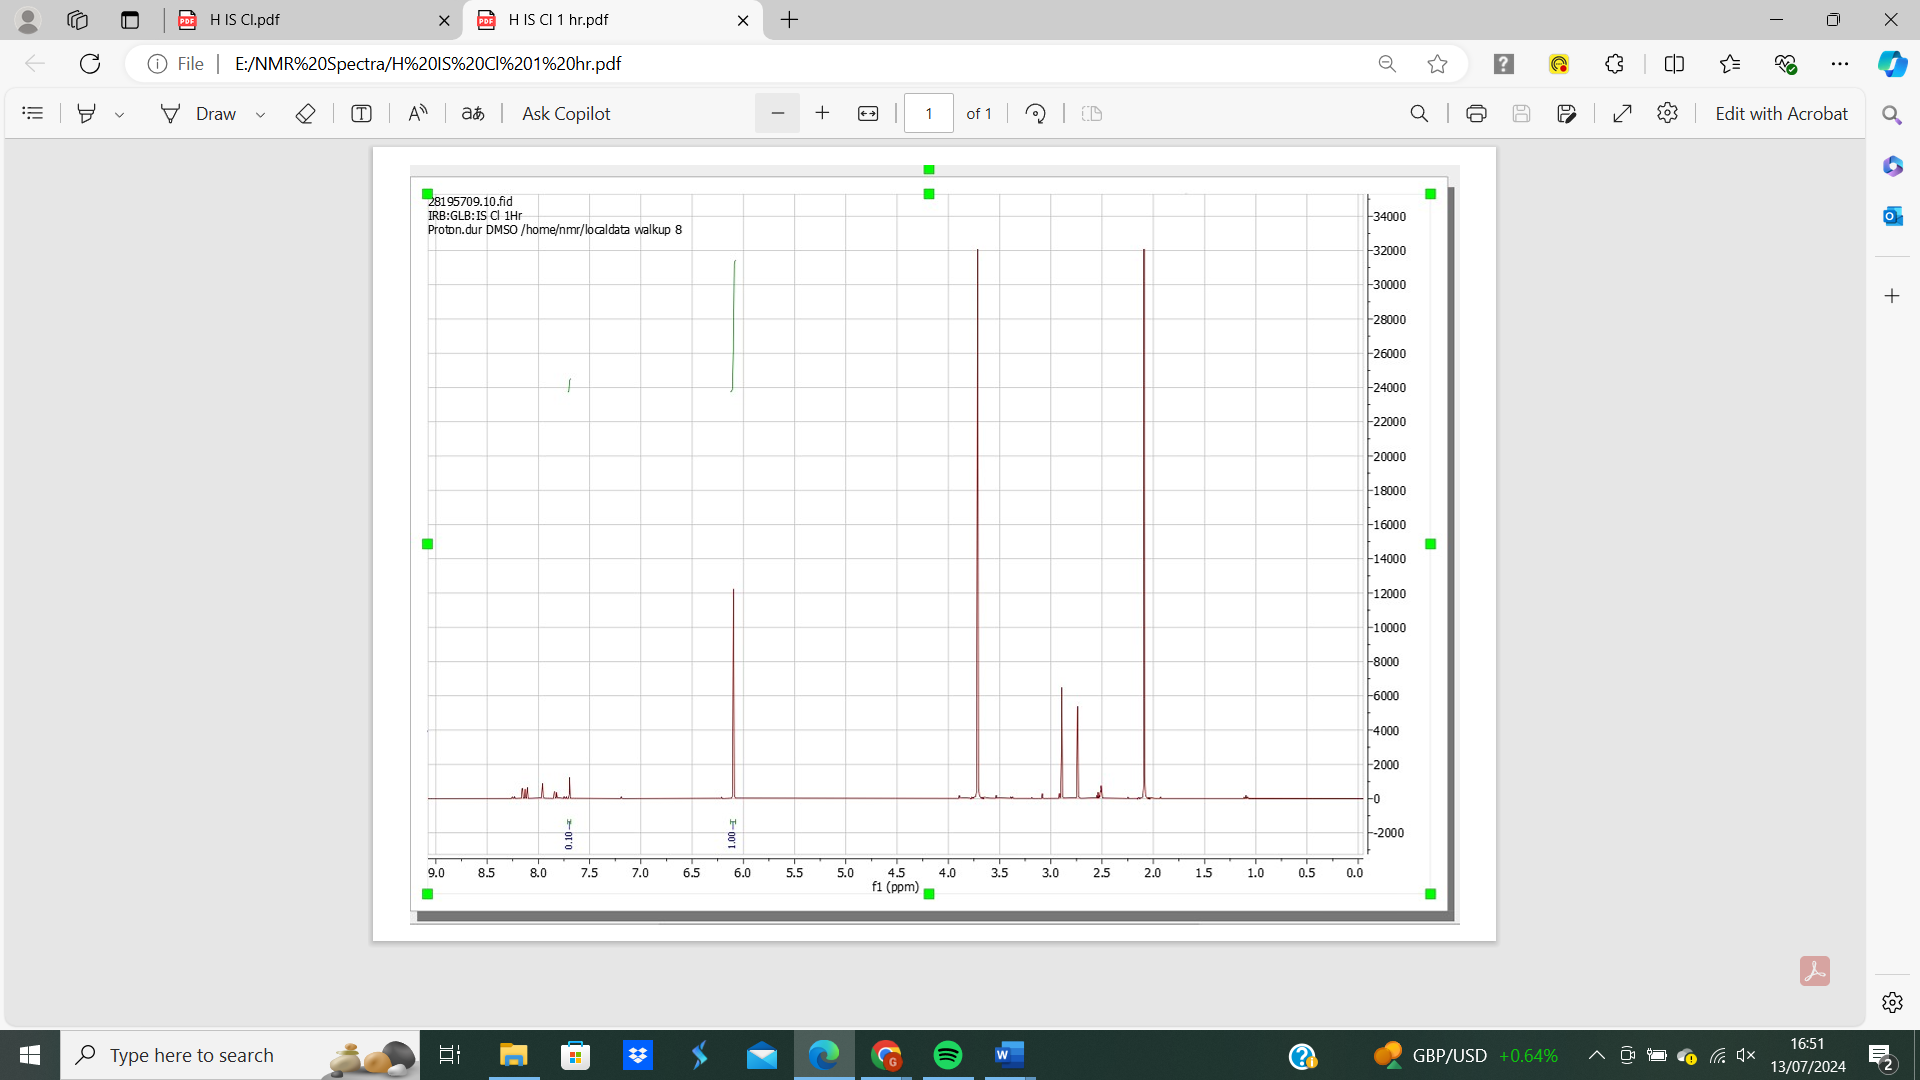 H IS Cl.pdf
H IS Cl 1 hr.pdf
File
E:/NMR%20Spectra/H%20IS%20Cl%201%20hr.pdf
Draw
Ask Copilot
1
of 1
Edit with Acrobat
28195709.10.fid
IRB:GLB:IS Cl 1Hr
Proton.dur DMSO /home/nmr/localdata walkup 8
34000
32000
30000
28000
26000
24000
22000
20000
18000
16000
14000
12000
10000
8000
6000
4000
2000
0
-2000
0.10
1.00
9.0 8.5 8.0 7.5 7.0 6.5 6.0 5.5 5.0 4.5 4.0 3.5 3.0 2.5 2.0 1.5 1.0 0.5 0.0
f1 (ppm)
Type here to search
GBP/USD +0.64%
16:51
13/07/2024
2